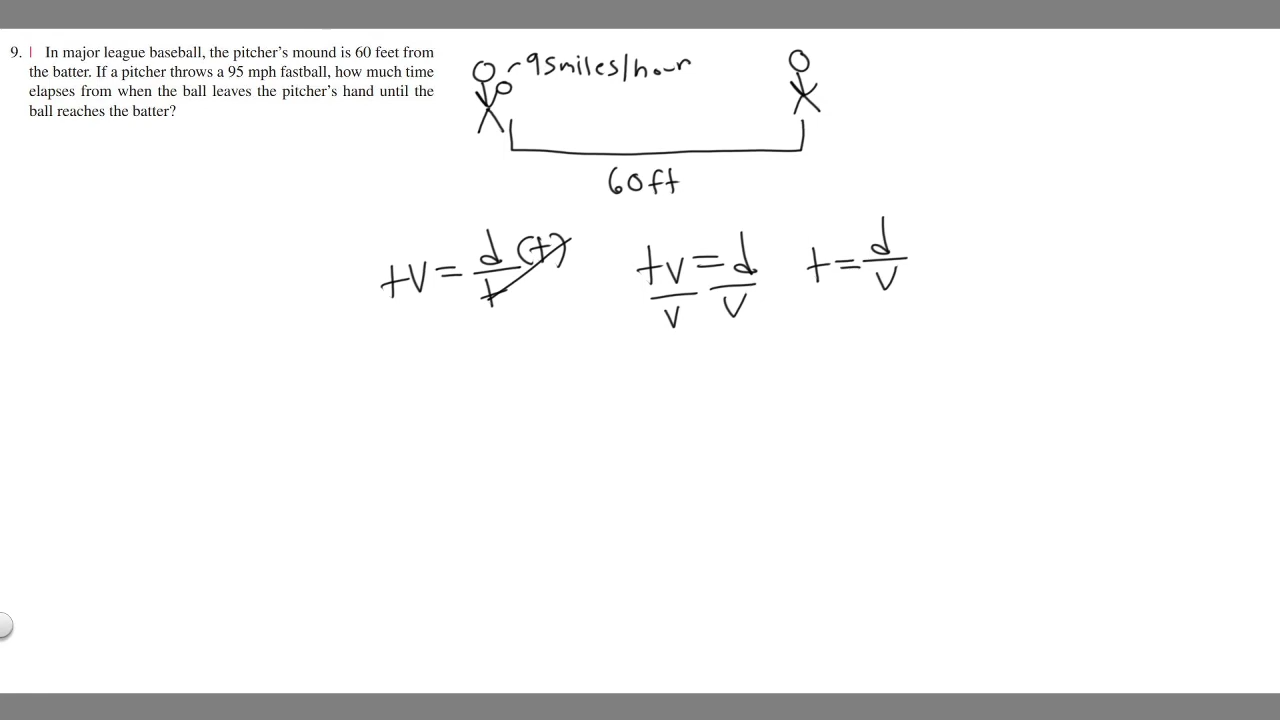 9. | In major league baseball, the pitcher's mound is 60 feet from
the batter. If a pitcher throws a 95 mph fastball, how much time
elapses from when the ball leaves the pitcher's hand until the
ball reaches the batter?
95miles/hour
60ft
tv = d/t (t)
tv/v = d/v
t = d/v